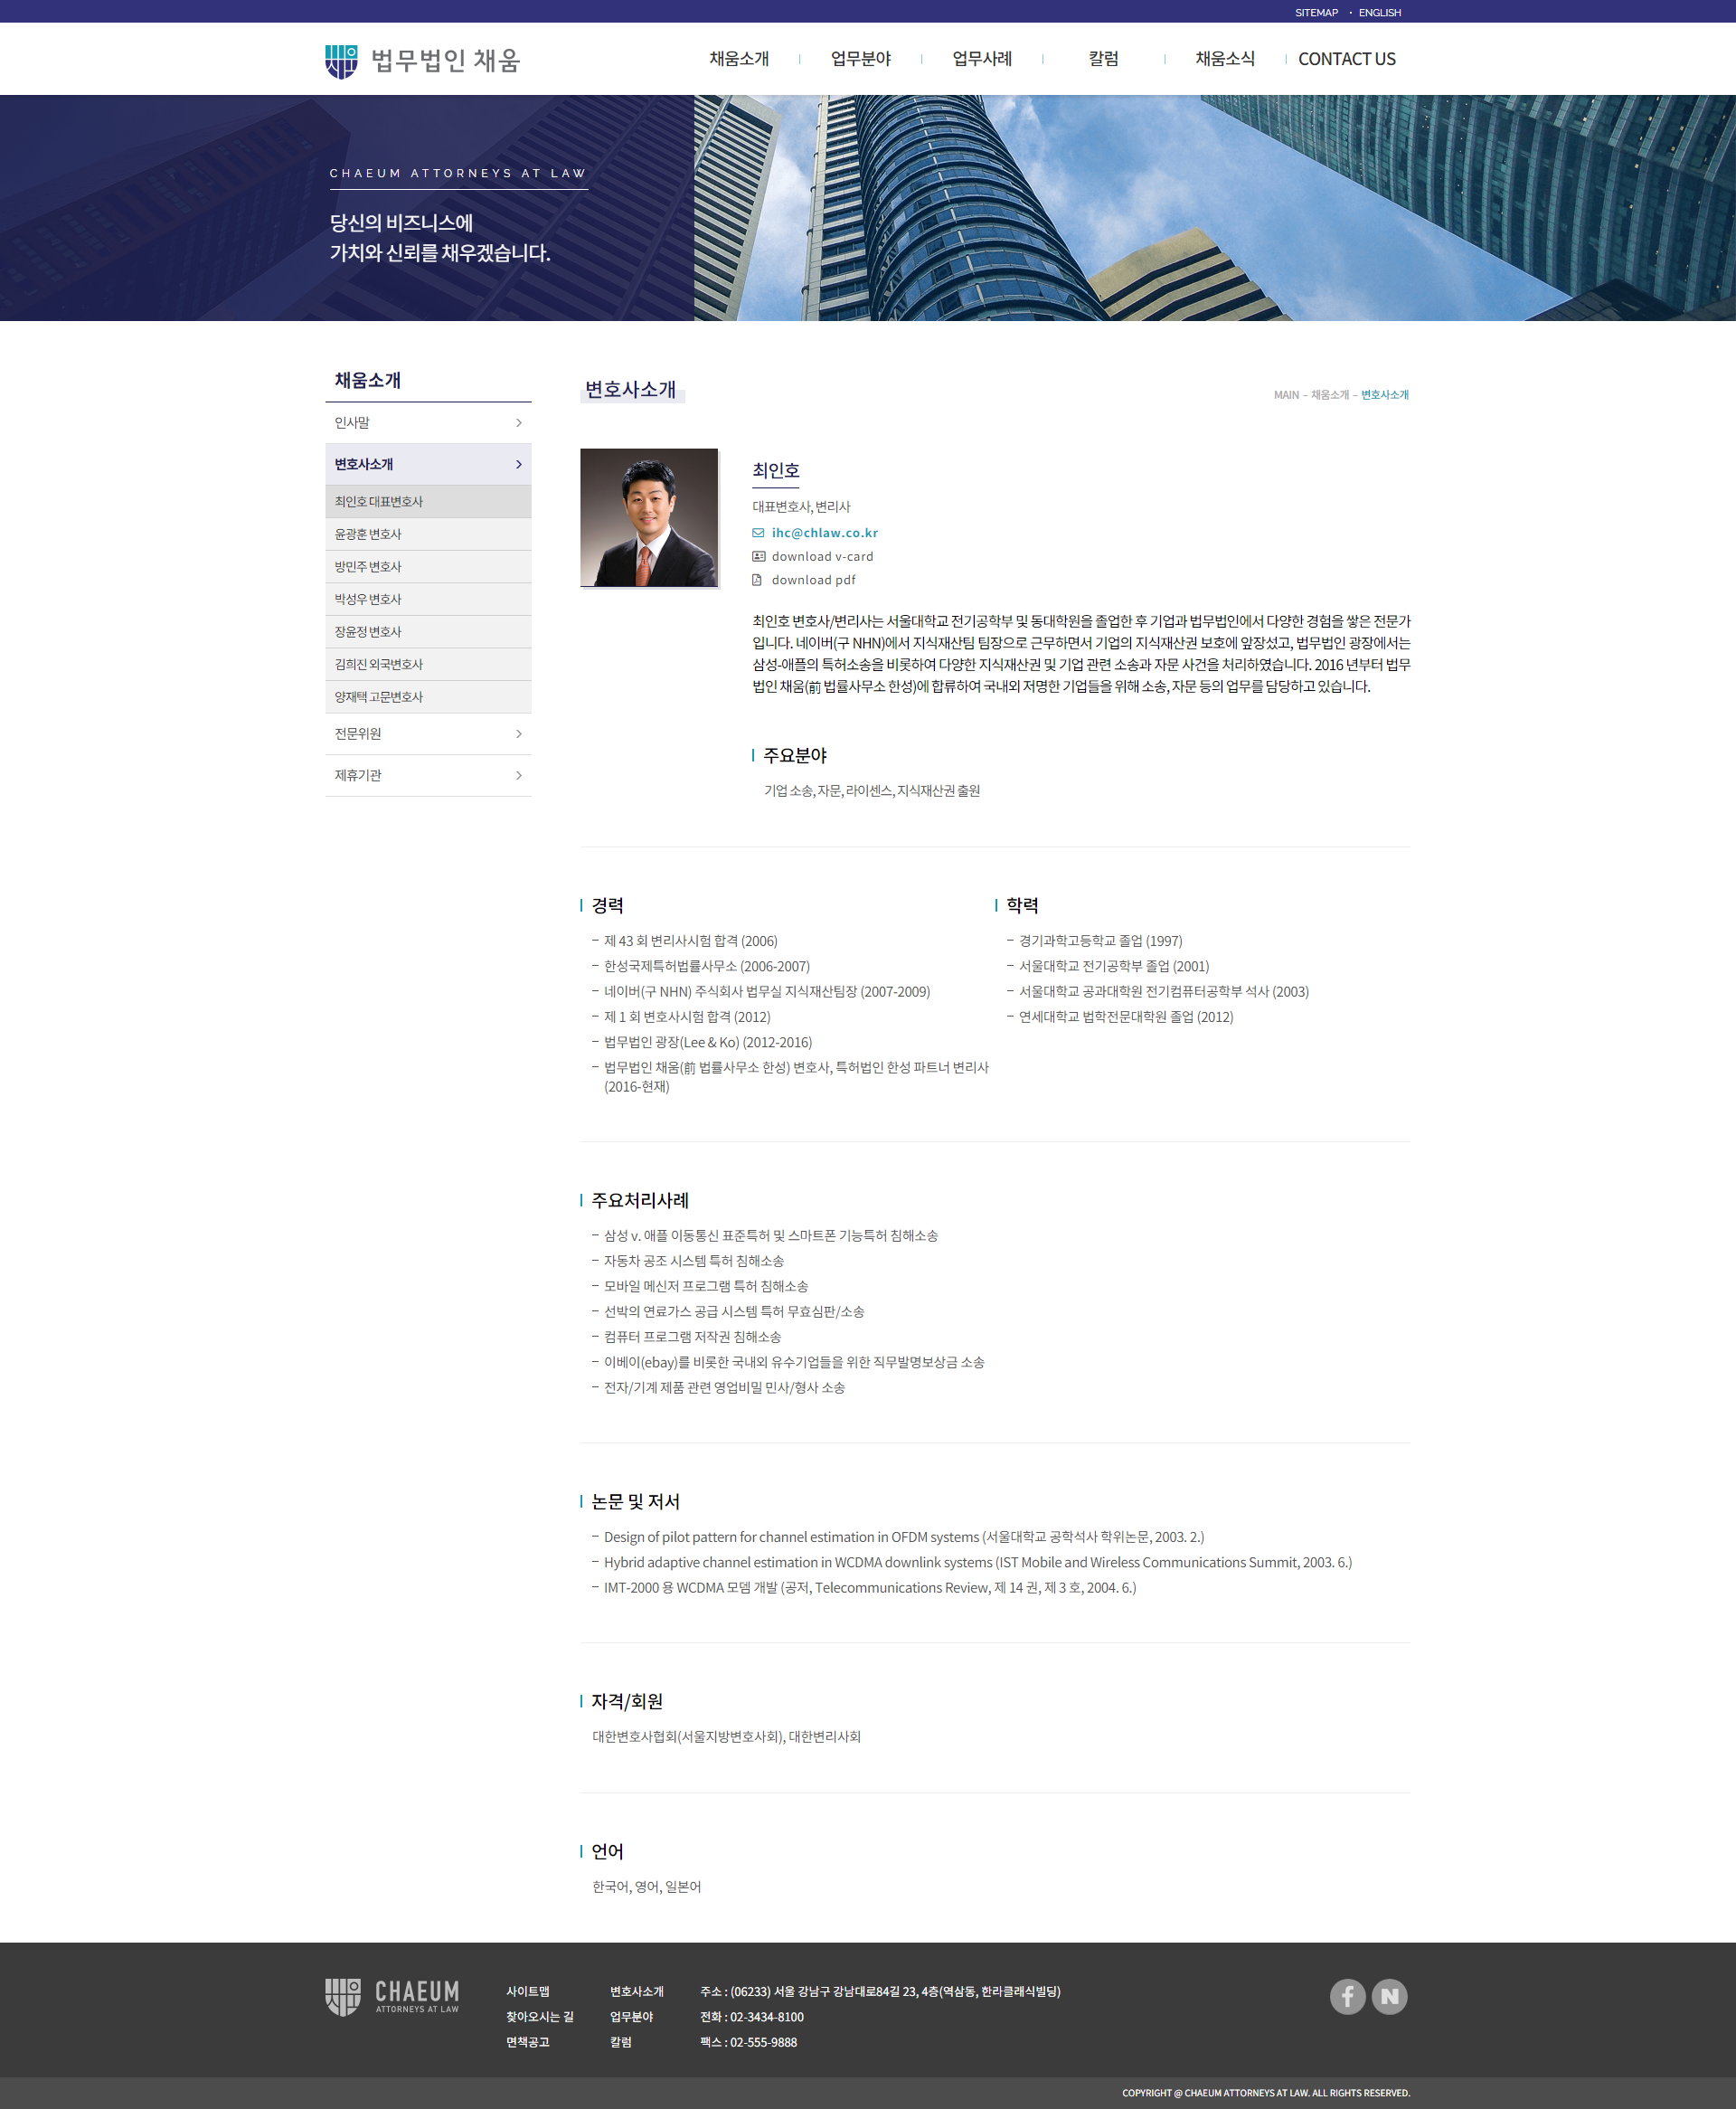 SITEMAP · ENGLISH
법무법인 채움
채움소개 업무분야 업무사례 칼럼 채움소식 CONTACT US
CHAEUM ATTORNEYS AT LAW
당신의 비즈니스에
가치와 신뢰를 채우겠습니다.
채움소개
인사말
변호사소개
최인호 대표변호사
윤광훈 변호사
방민주 변호사
박성우 변호사
장윤정 변호사
김희진 외국변호사
양재택 고문변호사
전문위원
제휴기관
변호사소개
MAIN - 채움소개 - 변호사소개
최인호
대표변호사, 변리사
ihc@chlaw.co.kr
download v-card
download pdf
최인호 변호사/변리사는 서울대학교 전기공학부 및 동대학원을 졸업한 후 기업과 법무법인에서 다양한 경험을 쌓은 전문가
입니다. 네이버(구 NHN)에서 지식재산팀 팀장으로 근무하면서 기업의 지식재산권 보호에 앞장섰고, 법무법인 광장에서는
삼성-애플의 특허소송을 비롯하여 다양한 지식재산권 및 기업 관련 소송과 자문 사건을 처리하였습니다. 2016 년부터 법무
법인 채움(前 법률사무소 한성)에 합류하여 국내외 저명한 기업들을 위해 소송, 자문 등의 업무를 담당하고 있습니다.
주요분야
기업 소송, 자문, 라이센스, 지식재산권 출원
경력
- 제 43 회 변리사시험 합격 (2006)
- 한성국제특허법률사무소 (2006-2007)
- 네이버(구 NHN) 주식회사 법무실 지식재산팀장 (2007-2009)
- 제 1 회 변호사시험 합격 (2012)
- 법무법인 광장(Lee & Ko) (2012-2016)
- 법무법인 채움(前 법률사무소 한성) 변호사, 특허법인 한성 파트너 변리사
(2016-현재)
학력
- 경기과학고등학교 졸업 (1997)
- 서울대학교 전기공학부 졸업 (2001)
- 서울대학교 공과대학원 전기컴퓨터공학부 석사 (2003)
- 연세대학교 법학전문대학원 졸업 (2012)
주요처리사례
- 삼성 v. 애플 이동통신 표준특허 및 스마트폰 기능특허 침해소송
- 자동차 공조 시스템 특허 침해소송
- 모바일 메신저 프로그램 특허 침해소송
- 선박의 연료가스 공급 시스템 특허 무효심판/소송
- 컴퓨터 프로그램 저작권 침해소송
- 이베이(ebay)를 비롯한 국내외 유수기업들을 위한 직무발명보상금 소송
- 전자/기계 제품 관련 영업비밀 민사/형사 소송
논문 및 저서
- Design of pilot pattern for channel estimation in OFDM systems (서울대학교 공학석사 학위논문, 2003. 2.)
- Hybrid adaptive channel estimation in WCDMA downlink systems (IST Mobile and Wireless Communications Summit, 2003. 6.)
- IMT-2000 용 WCDMA 모뎀 개발 (공저, Telecommunications Review, 제 14 권, 제 3 호, 2004. 6.)
자격/회원
대한변호사협회(서울지방변호사회), 대한변리사회
언어
한국어, 영어, 일본어
CHAEUM
ATTORNEYS AT LAW
사이트맵 변호사소개 주소 : (06233) 서울 강남구 강남대로84길 23, 4층(역삼동, 한라클래식빌딩)
찾아오시는 길 업무분야 전화 : 02-3434-8100
면책공고 칼럼 팩스 : 02-555-9888
COPYRIGHT @ CHAEUM ATTORNEYS AT LAW. ALL RIGHTS RESERVED.